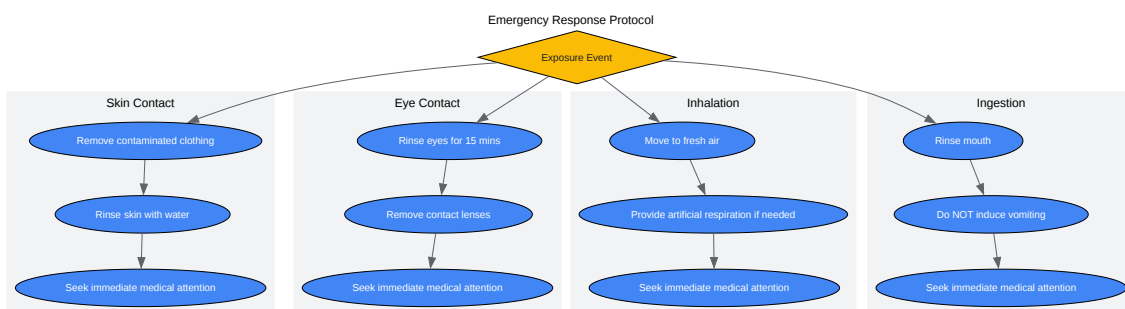 Emergency Response Protocol
Exposure Event
Skin Contact
Remove contaminated clothing
Rinse skin with water
Seek immediate medical attention
Eye Contact
Rinse eyes for 15 mins
Remove contact lenses
Seek immediate medical attention
Inhalation
Move to fresh air
Provide artificial respiration if needed
Seek immediate medical attention
Ingestion
Rinse mouth
Do NOT induce vomiting
Seek immediate medical attention